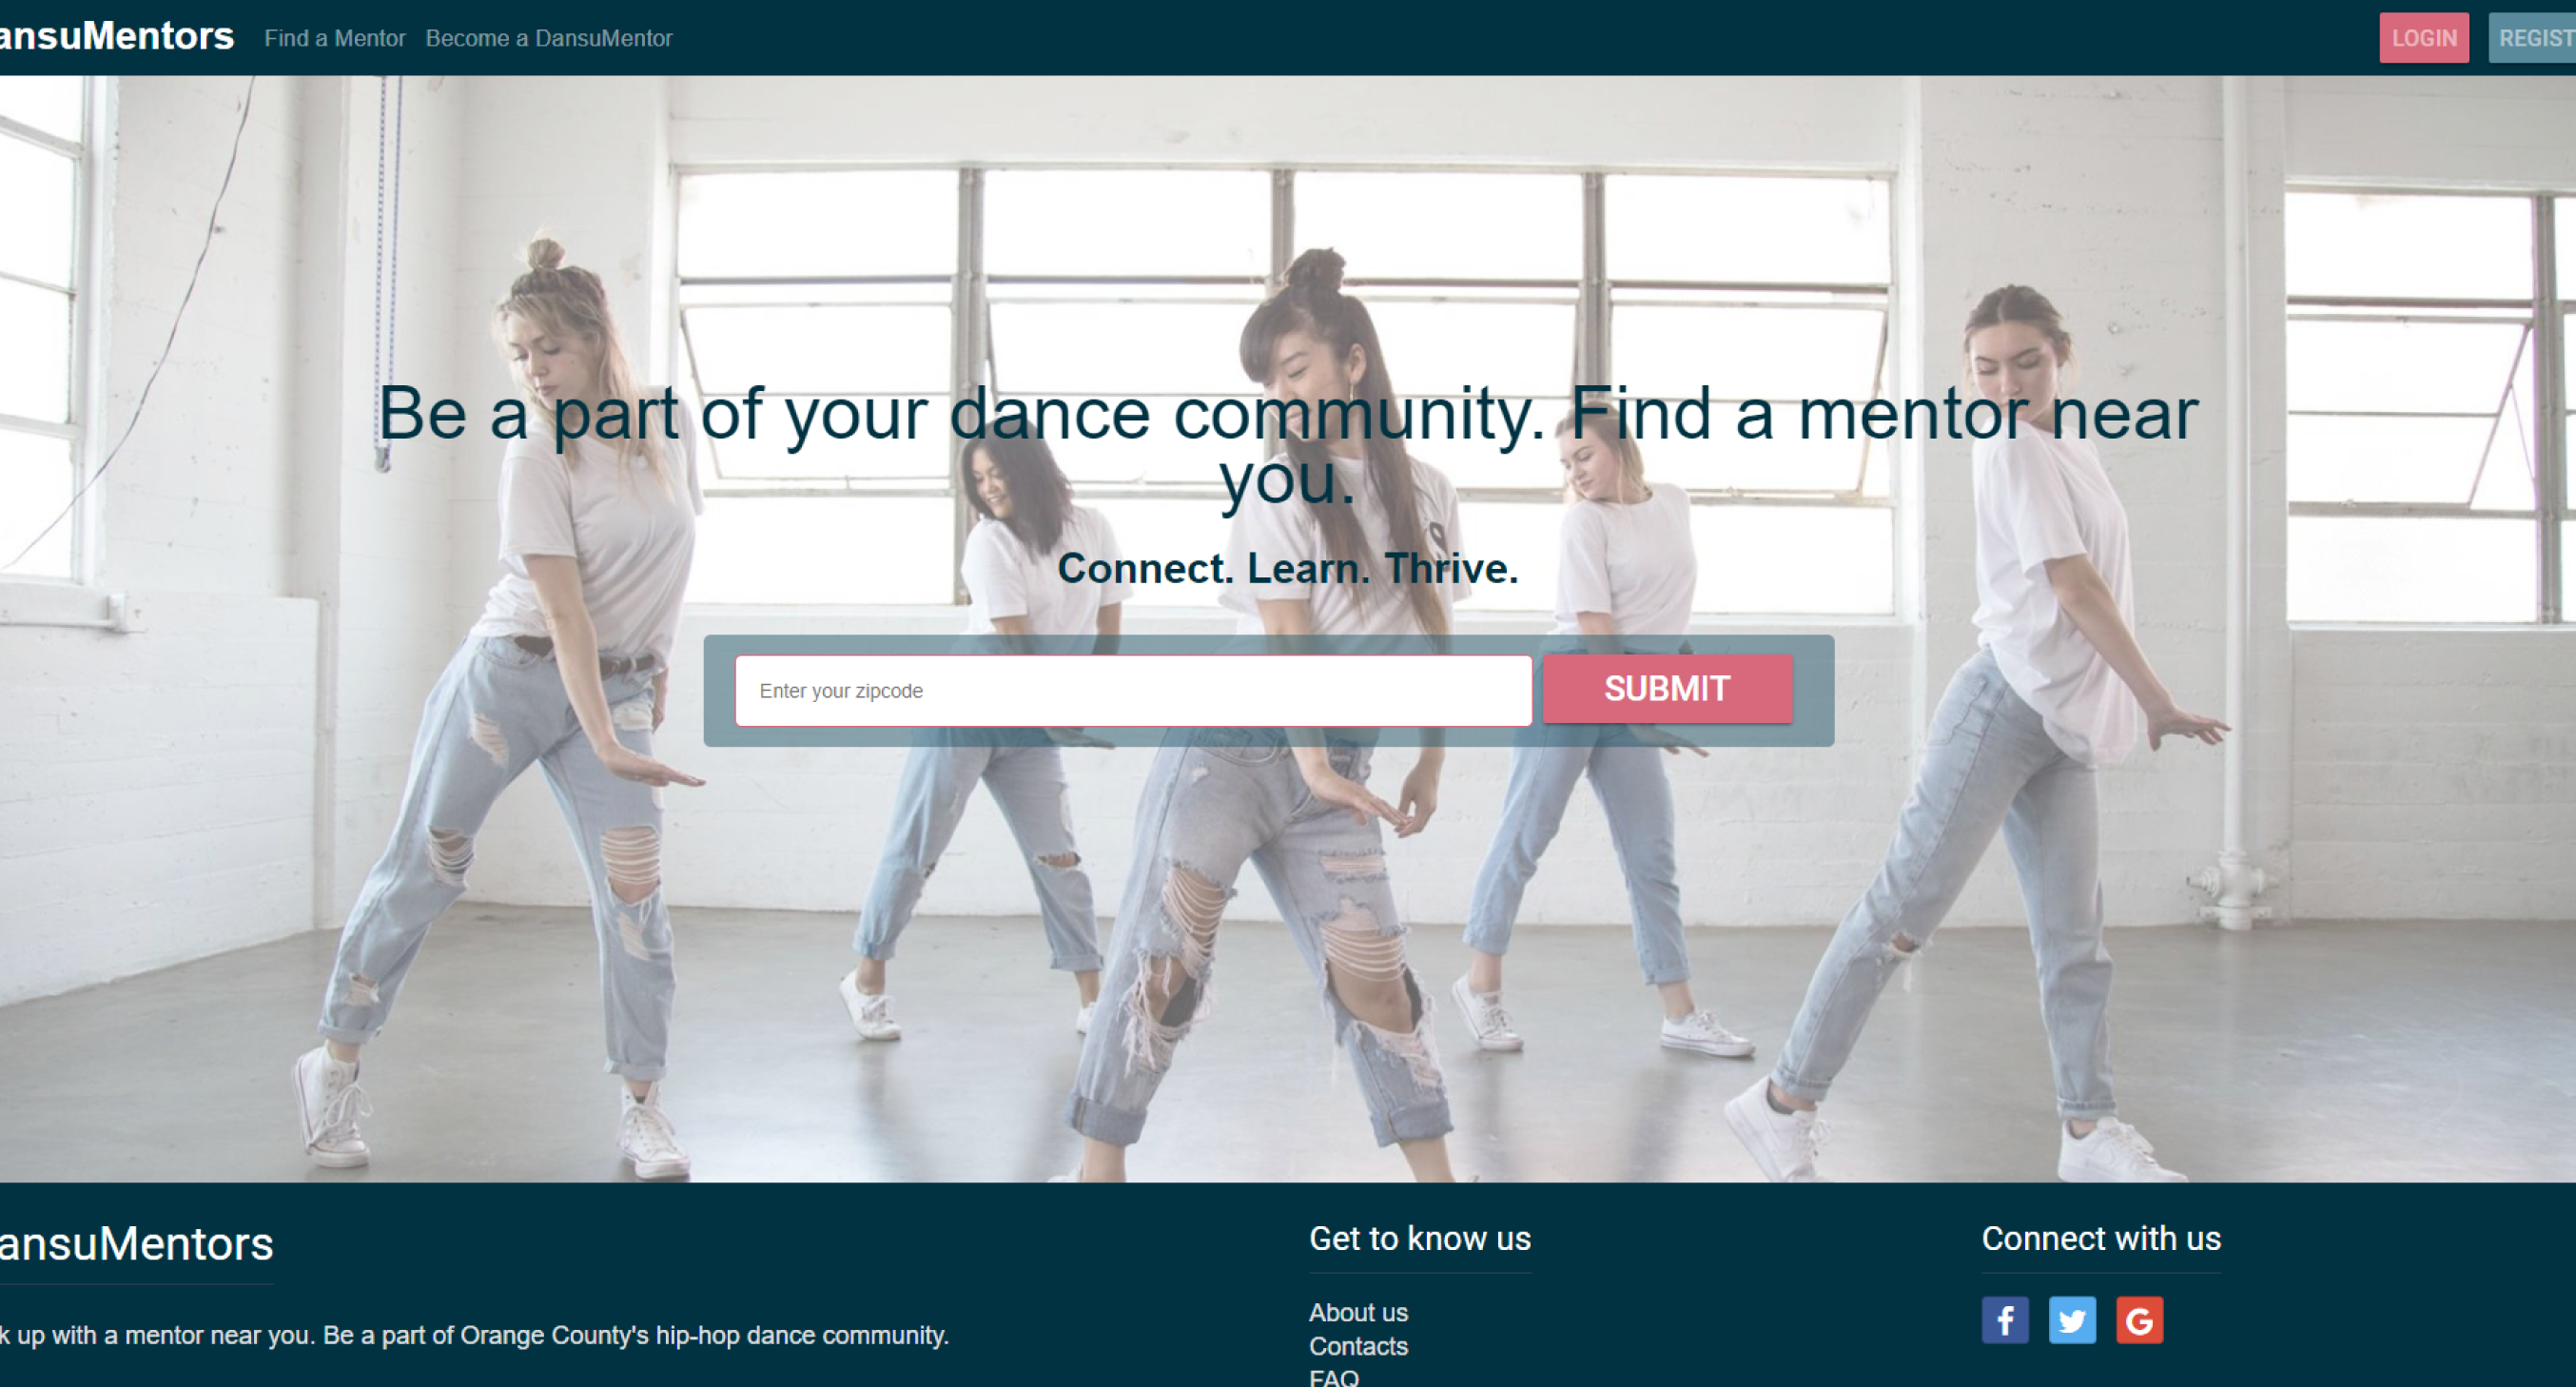 ansuMentors Find a Mentor Become a DansuMentor LOGIN REGIST
Be a part of your dance community. Find a mentor near
you.
Connect. Learn. Thrive.
Enter your zipcode SUBMIT
ansuMentors
k up with a mentor near you. Be a part of Orange County's hip-hop dance community.
Get to know us
About us
Contacts
FAQ
Connect with us